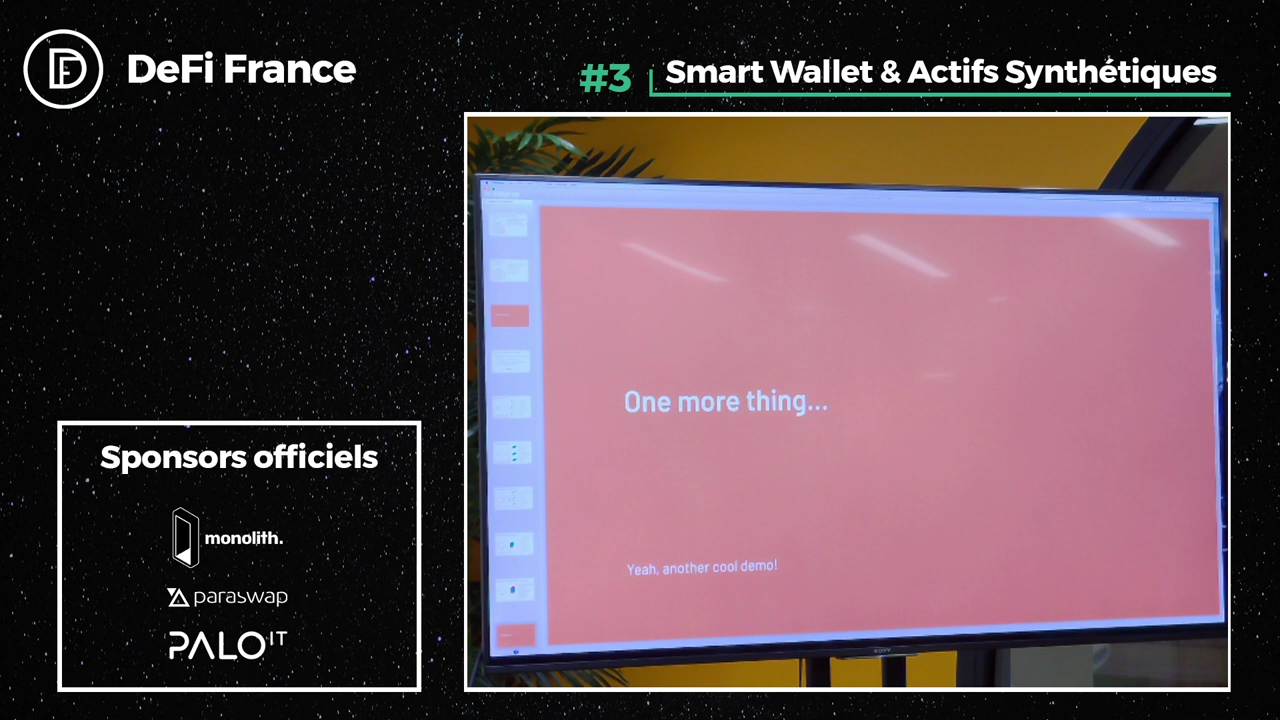 DeFi France
#3 Smart Wallet & Actifs Synthétiques
One more thing...
Yeah, another cool demo!
SONY
Sponsors officiels
monolith.
paraswap
PALO IT